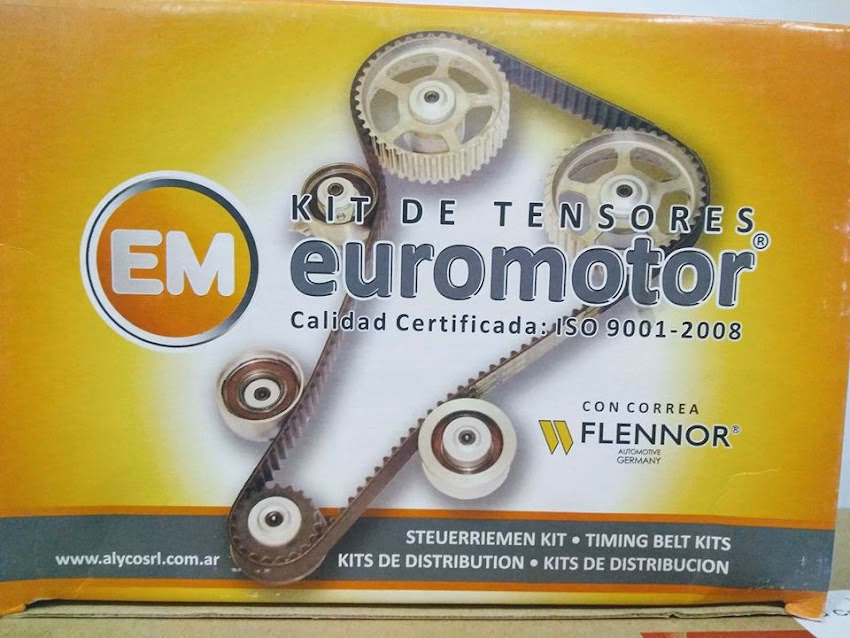 KIT DE TENSORES
EM
euromotor®
Calidad Certificada: ISO 9001-2008
CON CORREA
FLENNOR®
AUTOMOTIVE
GERMANY
STEUERRIEMEN KIT • TIMING BELT KITS
www.alycosrl.com.ar
KITS DE DISTRIBUTION • KITS DE DISTRIBUCION